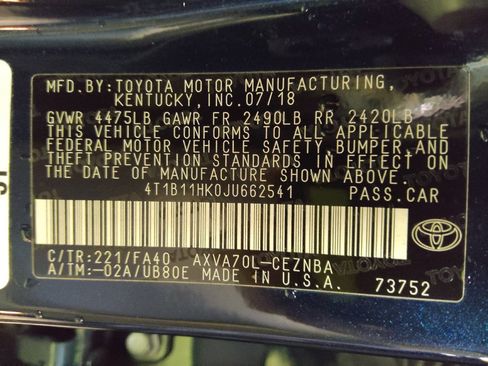 MFD.BY:TOYOTA MOTOR MANUFACTURING,
KENTUCKY,INC.07/18
GVWR 4475LB GAWR FR 2490LB RR 2420LB
THIS VEHICLE CONFORMS TO ALL APPLICABLE
FEDERAL MOTOR VEHICLE SAFETY,BUMPER,AND
THEFT PREVENTION STANDARDS IN EFFECT ON
THE DATE OF MANUFACTURE SHOWN ABOVE.
4T1B11HK0JU662541 PASS.CAR
C/TR:221/FA40 AXVA70L-CEZNBA
A/TM:-02A/UB80E MADE IN U.S.A. 73752